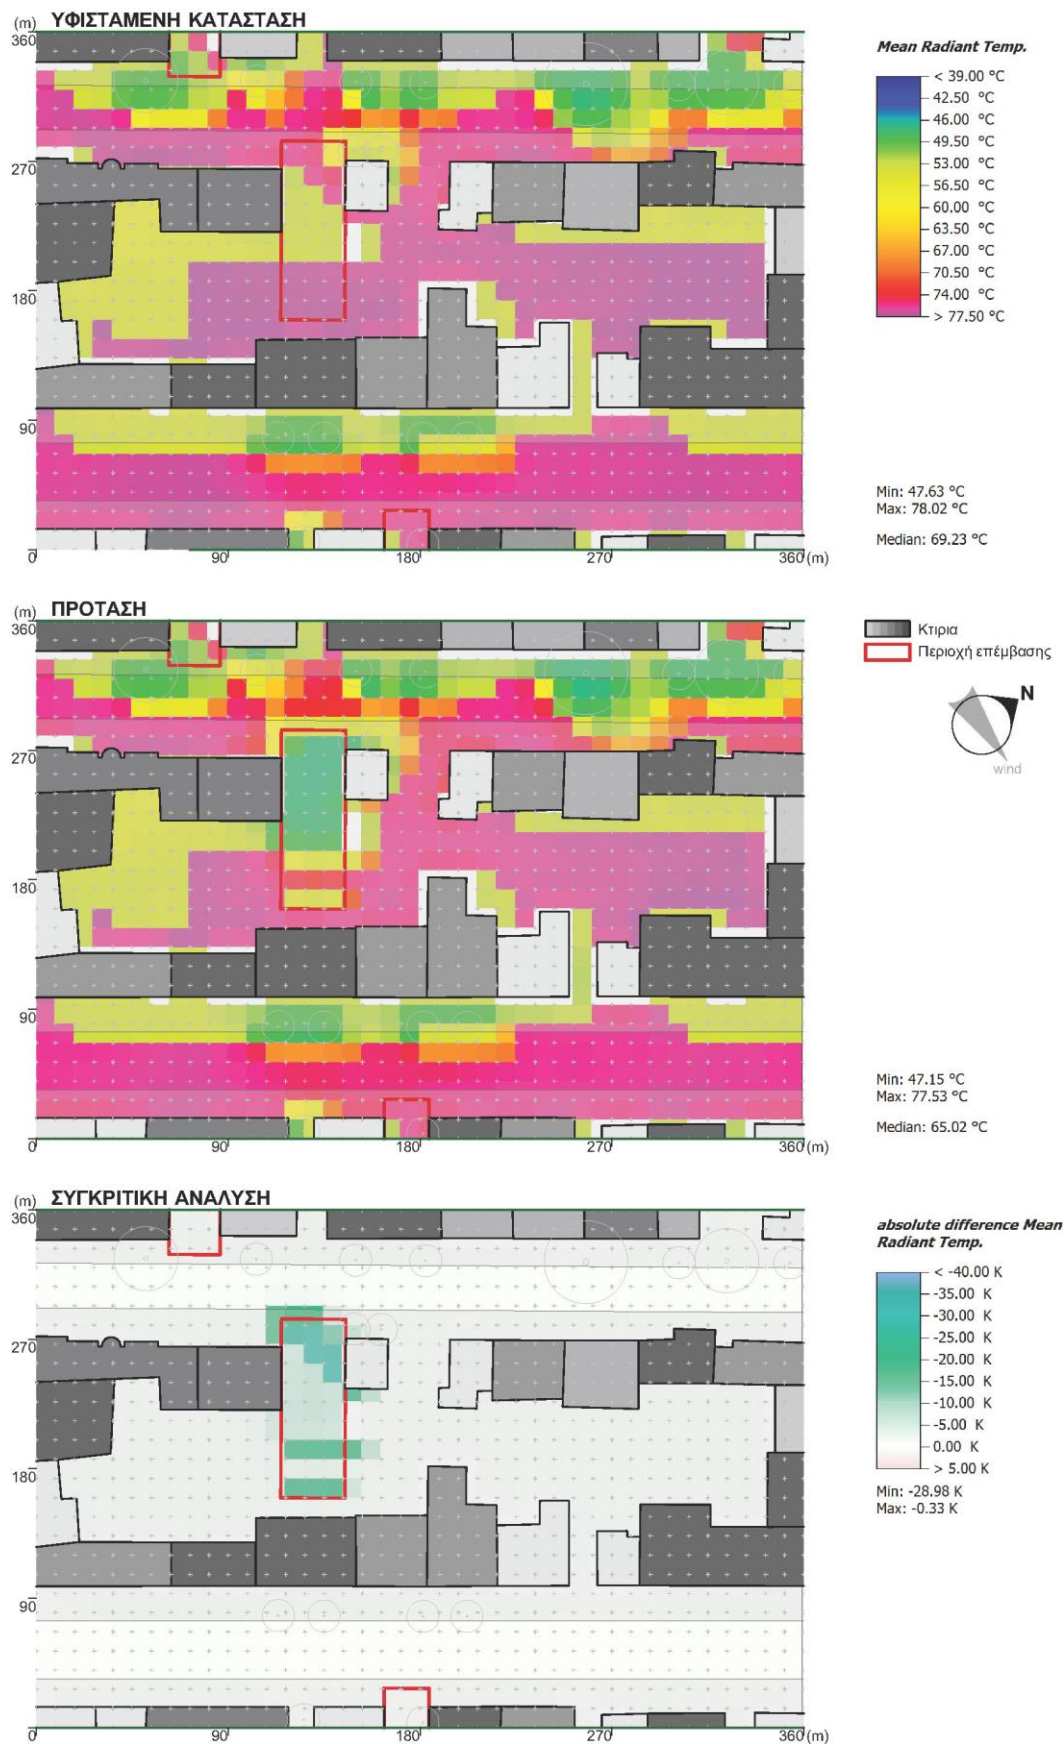 (m) ΥΦΙΣΤΑΜΕΝΗ ΚΑΤΑΣΤΑΣΗ
360
270
180
90
0 90 180 270 360 (m)
Mean Radiant Temp.
< 39.00 °C
42.50 °C
46.00 °C
49.50 °C
53.00 °C
56.50 °C
60.00 °C
63.50 °C
67.00 °C
70.50 °C
74.00 °C
> 77.50 °C
Min: 47.63 °C
Max: 78.02 °C
Median: 69.23 °C
(m) ΠΡΟΤΑΣΗ
360
270
180
90
0 90 180 270 360 (m)
Κτιρια
Περιοχή επέμβασης
N
wind
Min: 47.15 °C
Max: 77.53 °C
Median: 65.02 °C
(m) ΣΥΓΚΡΙΤΙΚΗ ΑΝΑΛΥΣΗ
360
270
180
90
0 90 180 270 360 (m)
absolute difference Mean
Radiant Temp.
< -40.00 K
-35.00 K
-30.00 K
-25.00 K
-20.00 K
-15.00 K
-10.00 K
-5.00 K
0.00 K
> 5.00 K
Min: -28.98 K
Max: -0.33 K